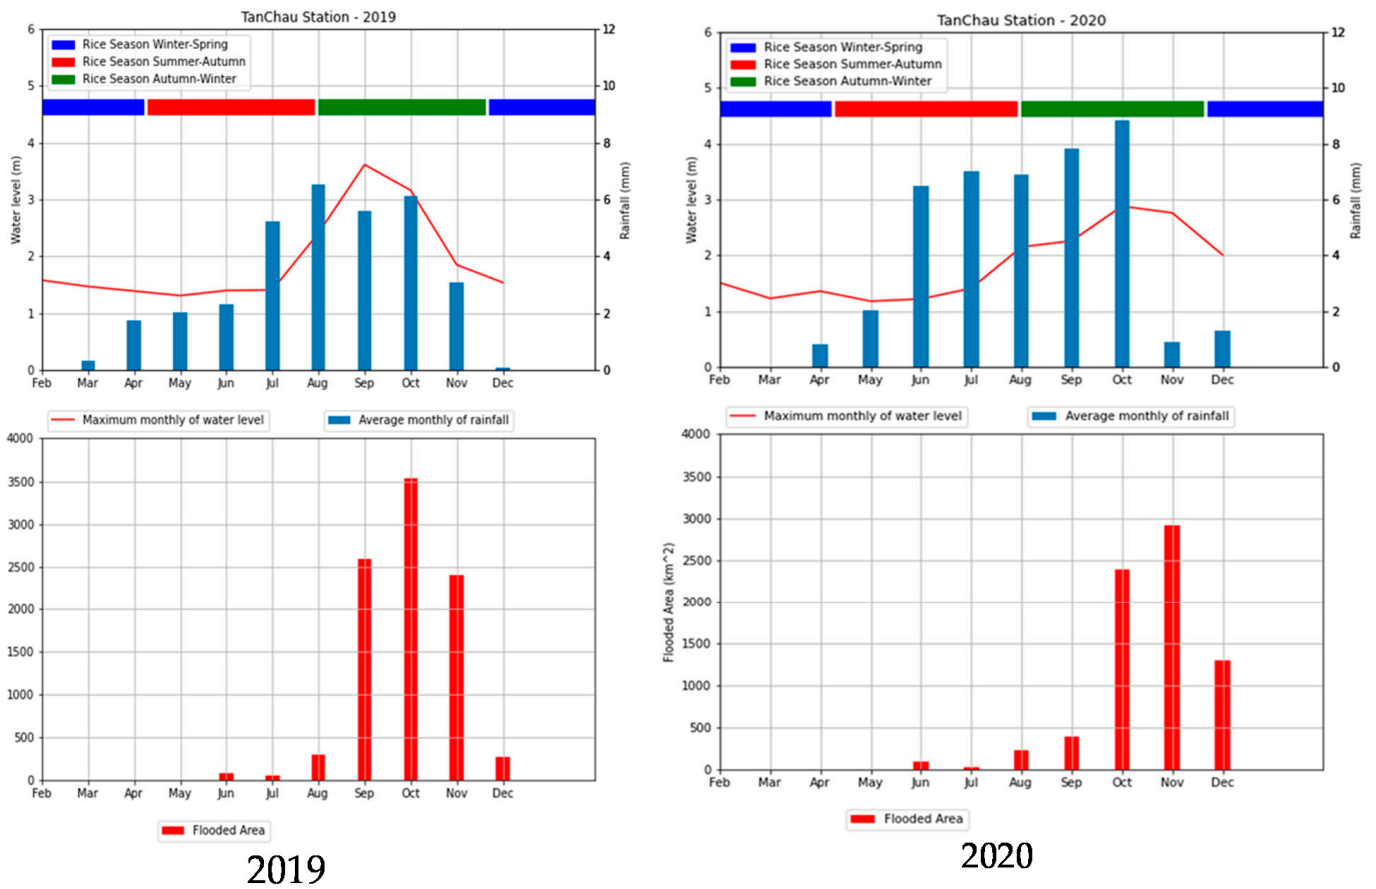 TanChau Station - 2019
6
5
4
3
2
1
0
Water level (m)
12
10
8
6
4
2
0
Rainfall (mm)
Rice Season Winter-Spring
Rice Season Summer-Autumn
Rice Season Autumn-Winter
Feb Mar Apr May Jun Jul Aug Sep Oct Nov Dec
Maximum monthly of water level
Average monthly of rainfall
4000
3500
3000
2500
2000
1500
1000
500
0
Feb Mar Apr May Jun Jul Aug Sep Oct Nov Dec
Flooded Area
2019
TanChau Station - 2020
6
5
4
3
2
1
0
Water level (m)
12
10
8
6
4
2
0
Rainfall (mm)
Rice Season Winter-Spring
Rice Season Summer-Autumn
Rice Season Autumn-Winter
Feb Mar Apr May Jun Jul Aug Sep Oct Nov Dec
Maximum monthly of water level
Average monthly of rainfall
4000
3500
3000
2500
2000
1500
1000
500
0
Flooded Area (km^2)
Feb Mar Apr May Jun Jul Aug Sep Oct Nov Dec
Flooded Area
2020